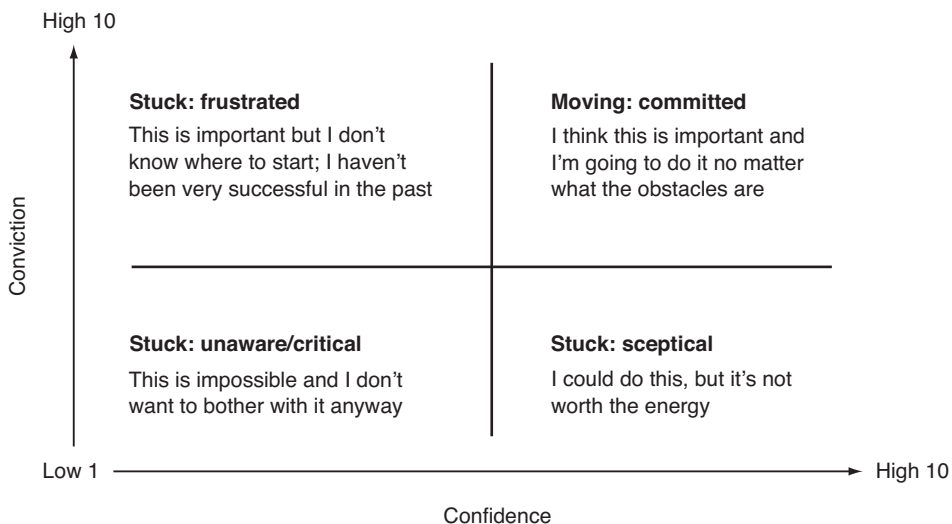 High 10
Stuck: frustrated
This is important but I don't
know where to start; I haven't
been very successful in the past
Moving: committed
I think this is important and
I'm going to do it no matter
what the obstacles are
Conviction
Stuck: unaware/critical
This is impossible and I don't
want to bother with it anyway
Stuck: sceptical
I could do this, but it's not
worth the energy
Low 1
High 10
Confidence